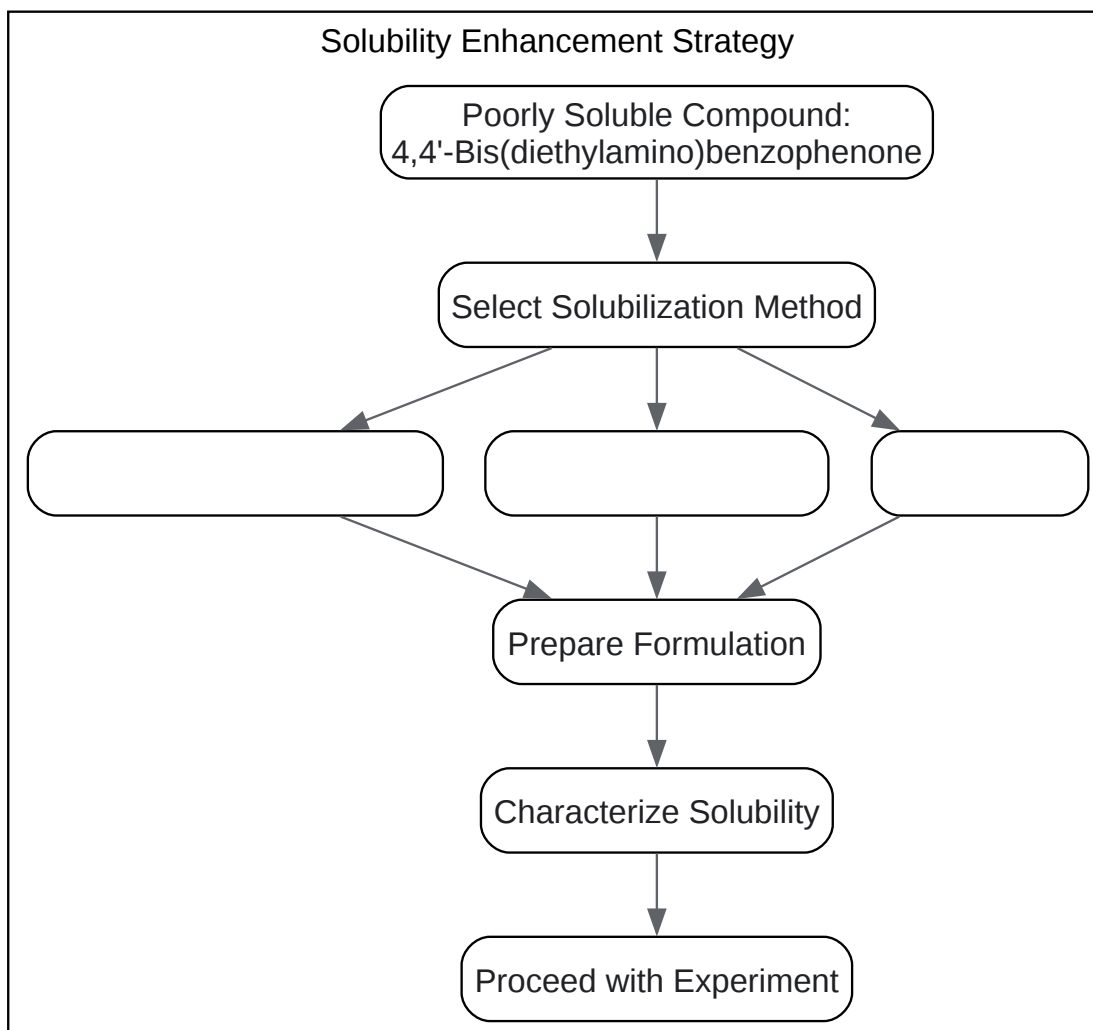 Solubility Enhancement Strategy
Poorly Soluble Compound:
4,4'-Bis(diethylamino)benzophenone
Select Solubilization Method
Prepare Formulation
Characterize Solubility
Proceed with Experiment